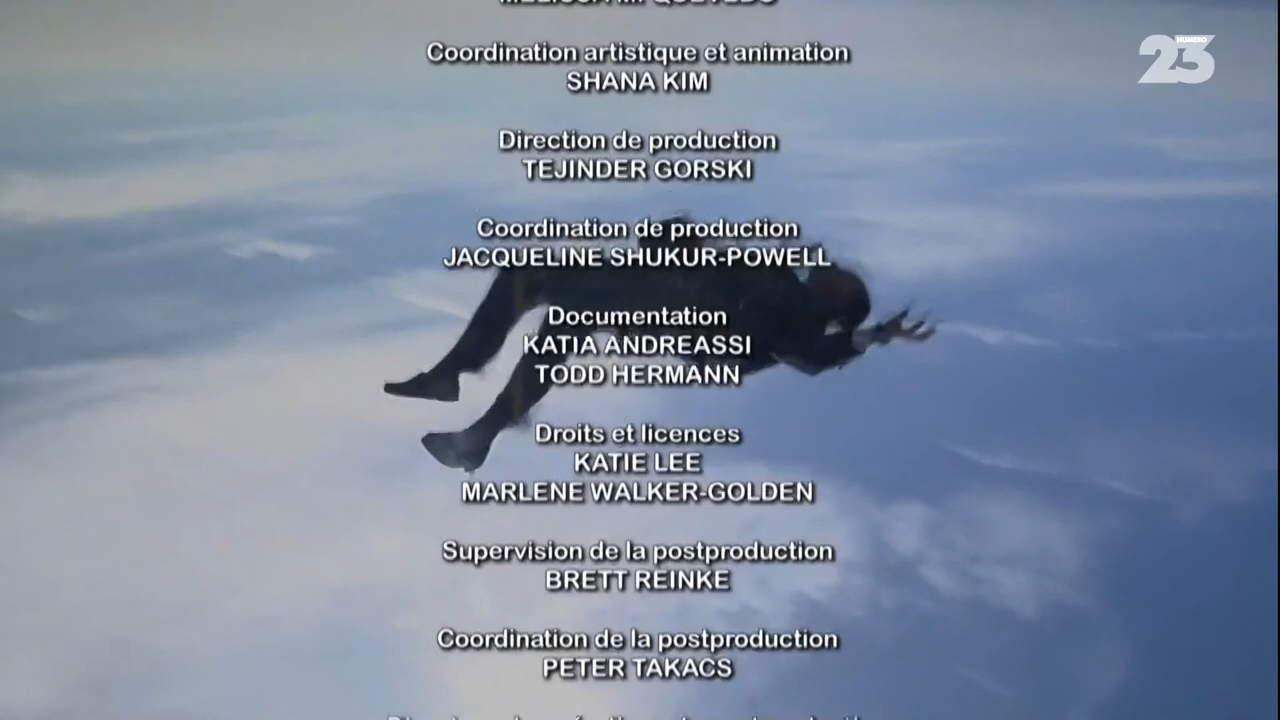 NUMERO
23
Coordination artistique et animation
SHANA KIM
Direction de production
TEJINDER GORSKI
Coordination de production
JACQUELINE SHUKUR-POWELL
Documentation
KATIA ANDREASSI
TODD HERMANN
Droits et licences
KATIE LEE
MARLENE WALKER-GOLDEN
Supervision de la postproduction
BRETT REINKE
Coordination de la postproduction
PETER TAKACS